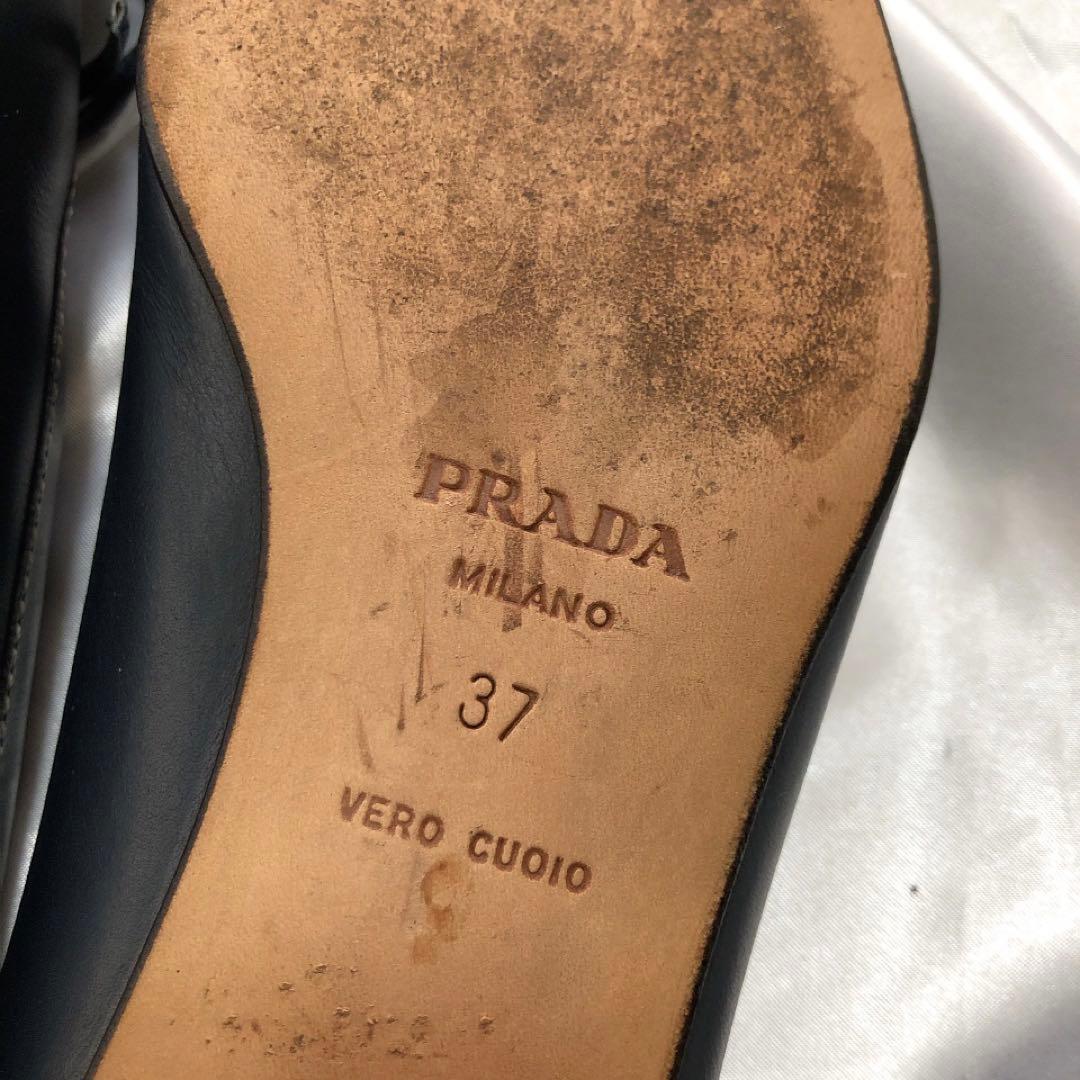 PRADA
MILANO
37
VERO CUOIO